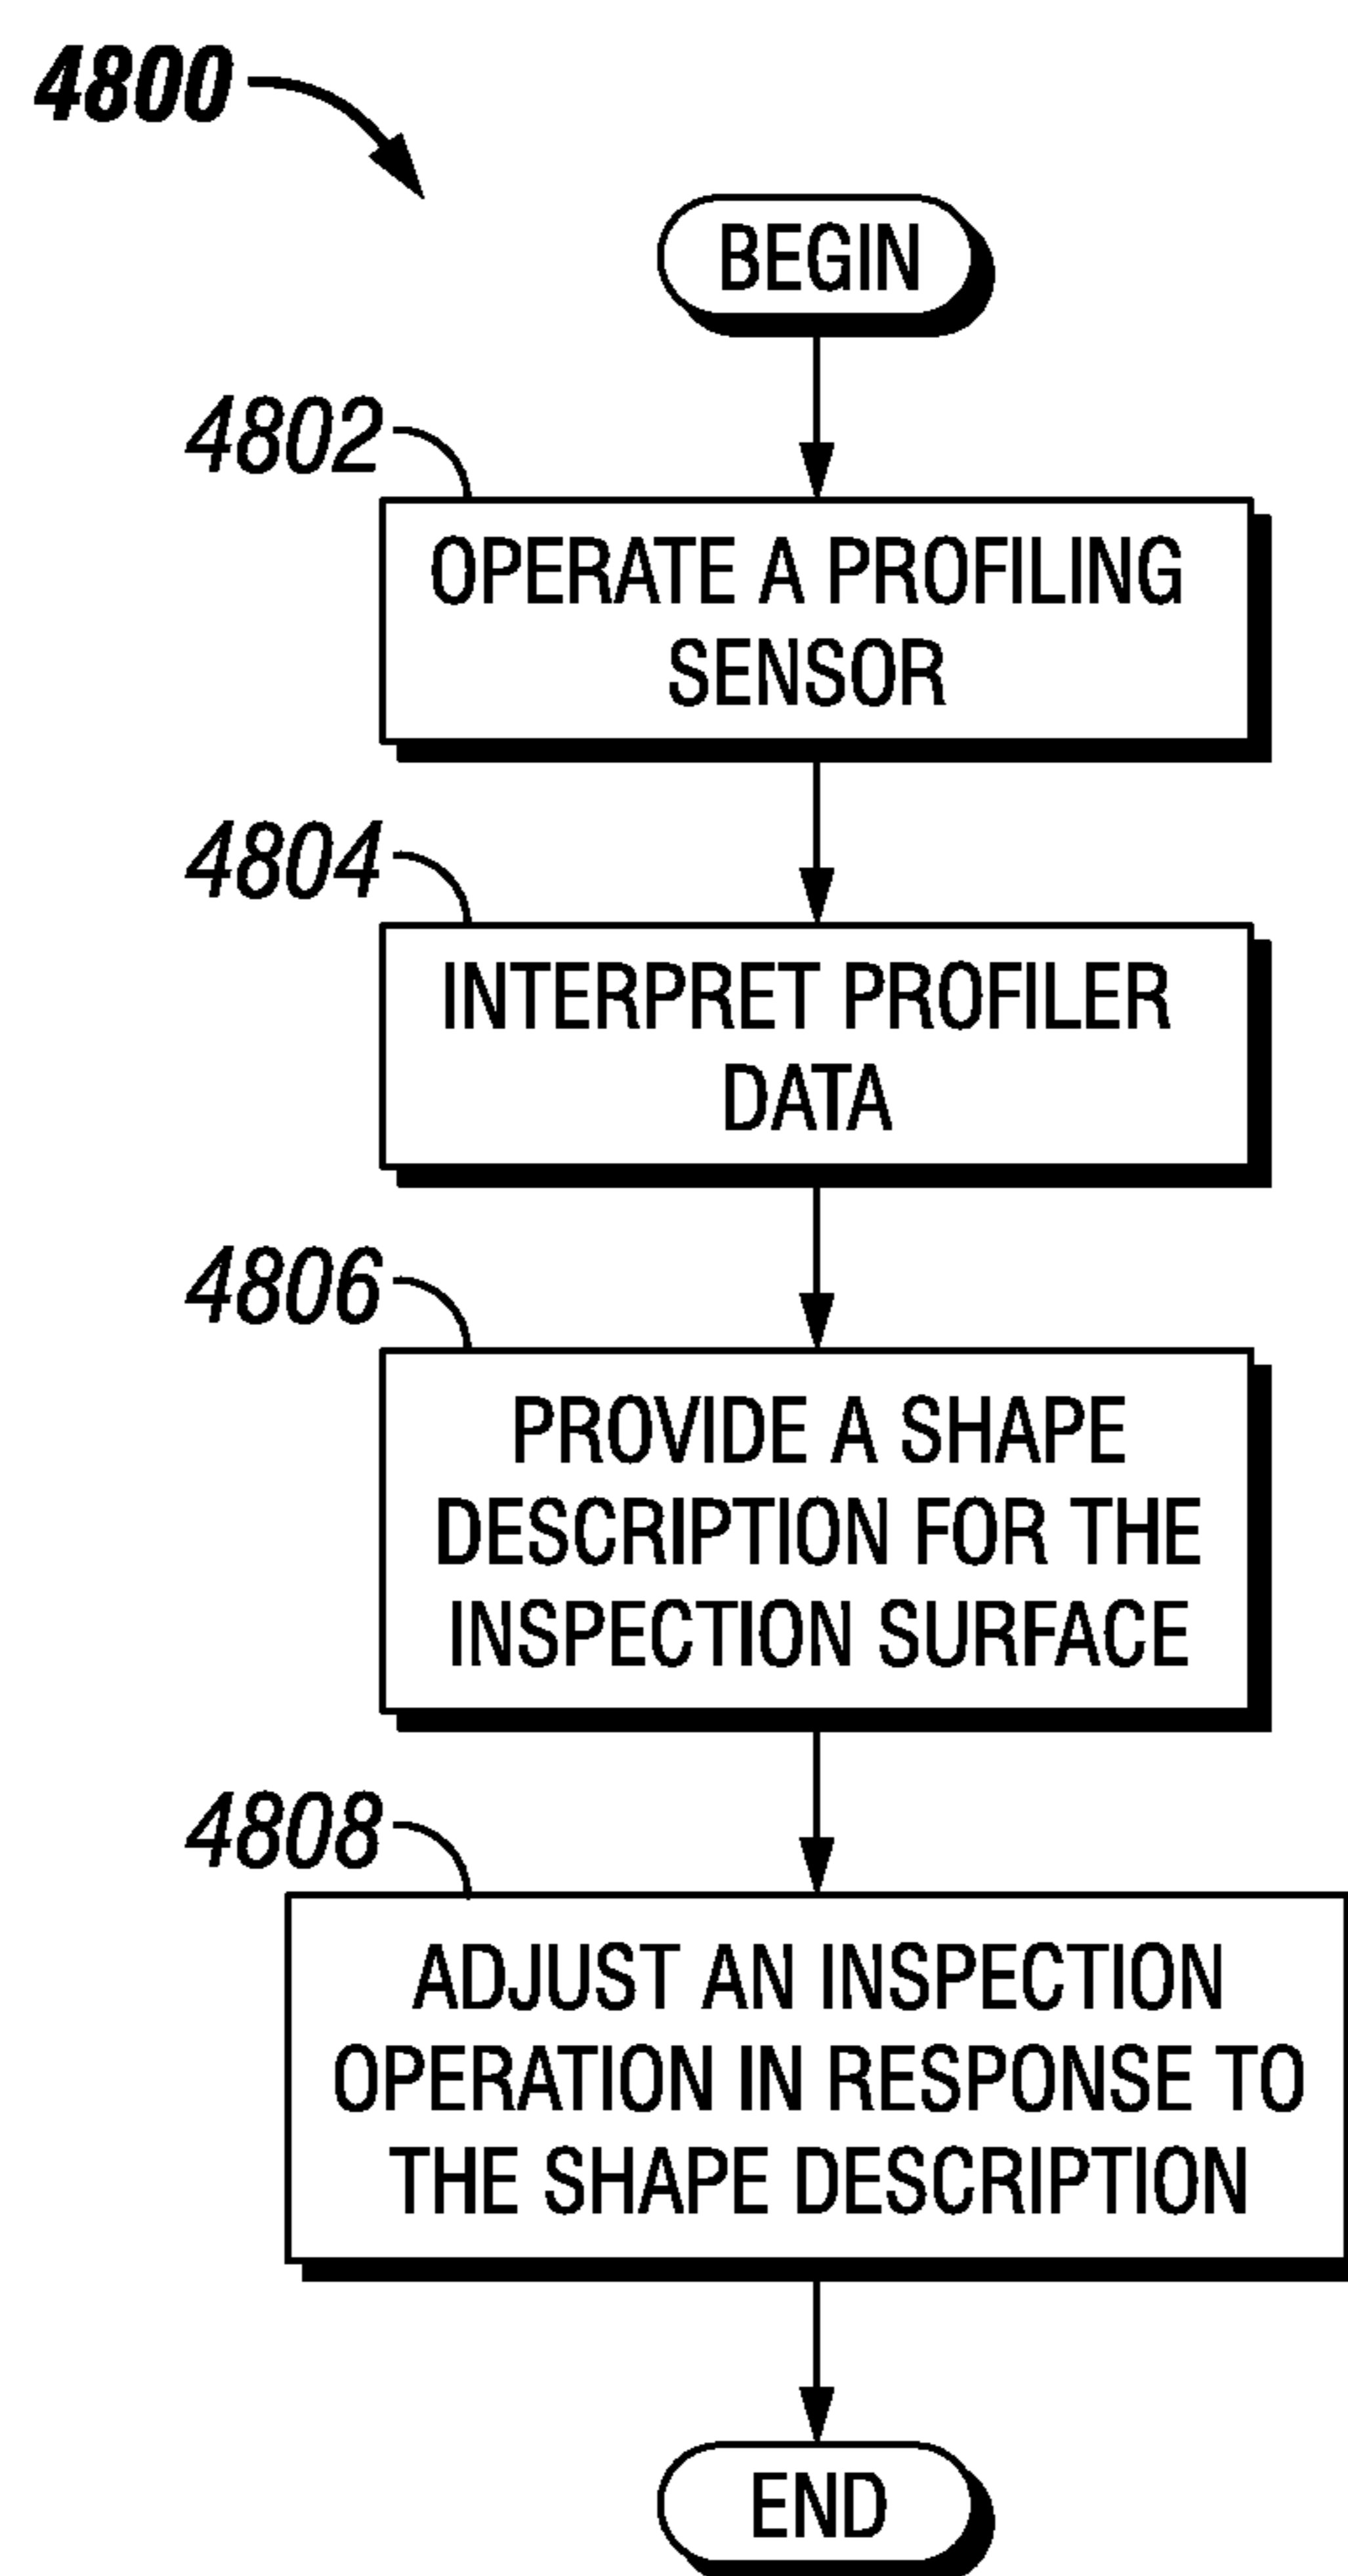 4800
BEGIN
4802
OPERATE A PROFILING
SENSOR
4804
INTERPRET PROFILER
DATA
4806
PROVIDE A SHAPE
DESCRIPTION FOR THE
INSPECTION SURFACE
4808
ADJUST AN INSPECTION
OPERATION IN RESPONSE TO
THE SHAPE DESCRIPTION
END